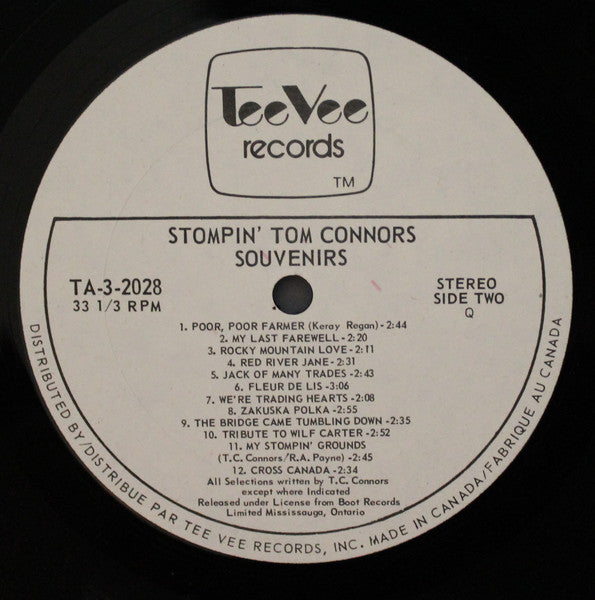 TeeVee
records
TM
STOMPIN' TOM CONNORS
SOUVENIRS
TA-3-2028
33 1/3 RPM
STEREO
SIDE TWO
Q
1. POOR, POOR FARMER (Keray Regan) - 2:44
2. MY LAST FAREWELL - 2:20
3. ROCKY MOUNTAIN LOVE - 2:11
4. RED RIVER JANE - 2:31
5. JACK OF MANY TRADES - 2:43
6. FLEUR DE LIS - 3:06
7. WE'RE TRADING HEARTS - 2:08
8. ZAKUSKA POLKA - 2:55
9. THE BRIDGE CAME TUMBLING DOWN - 2:35
10. TRIBUTE TO WILF CARTER - 2:52
11. MY STOMPIN' GROUNDS
(T.C. Connors/R.A. Payne) - 2:45
12. CROSS CANADA - 2:34
All Selections written by T.C. Connors
except where Indicated
Released under License from Boot Records
Limited Mississauga, Ontario
DISTRIBUTED BY/DISTRIBUE PAR TEE VEE RECORDS, INC. MADE IN CANADA/FABRIQUE AU CANADA